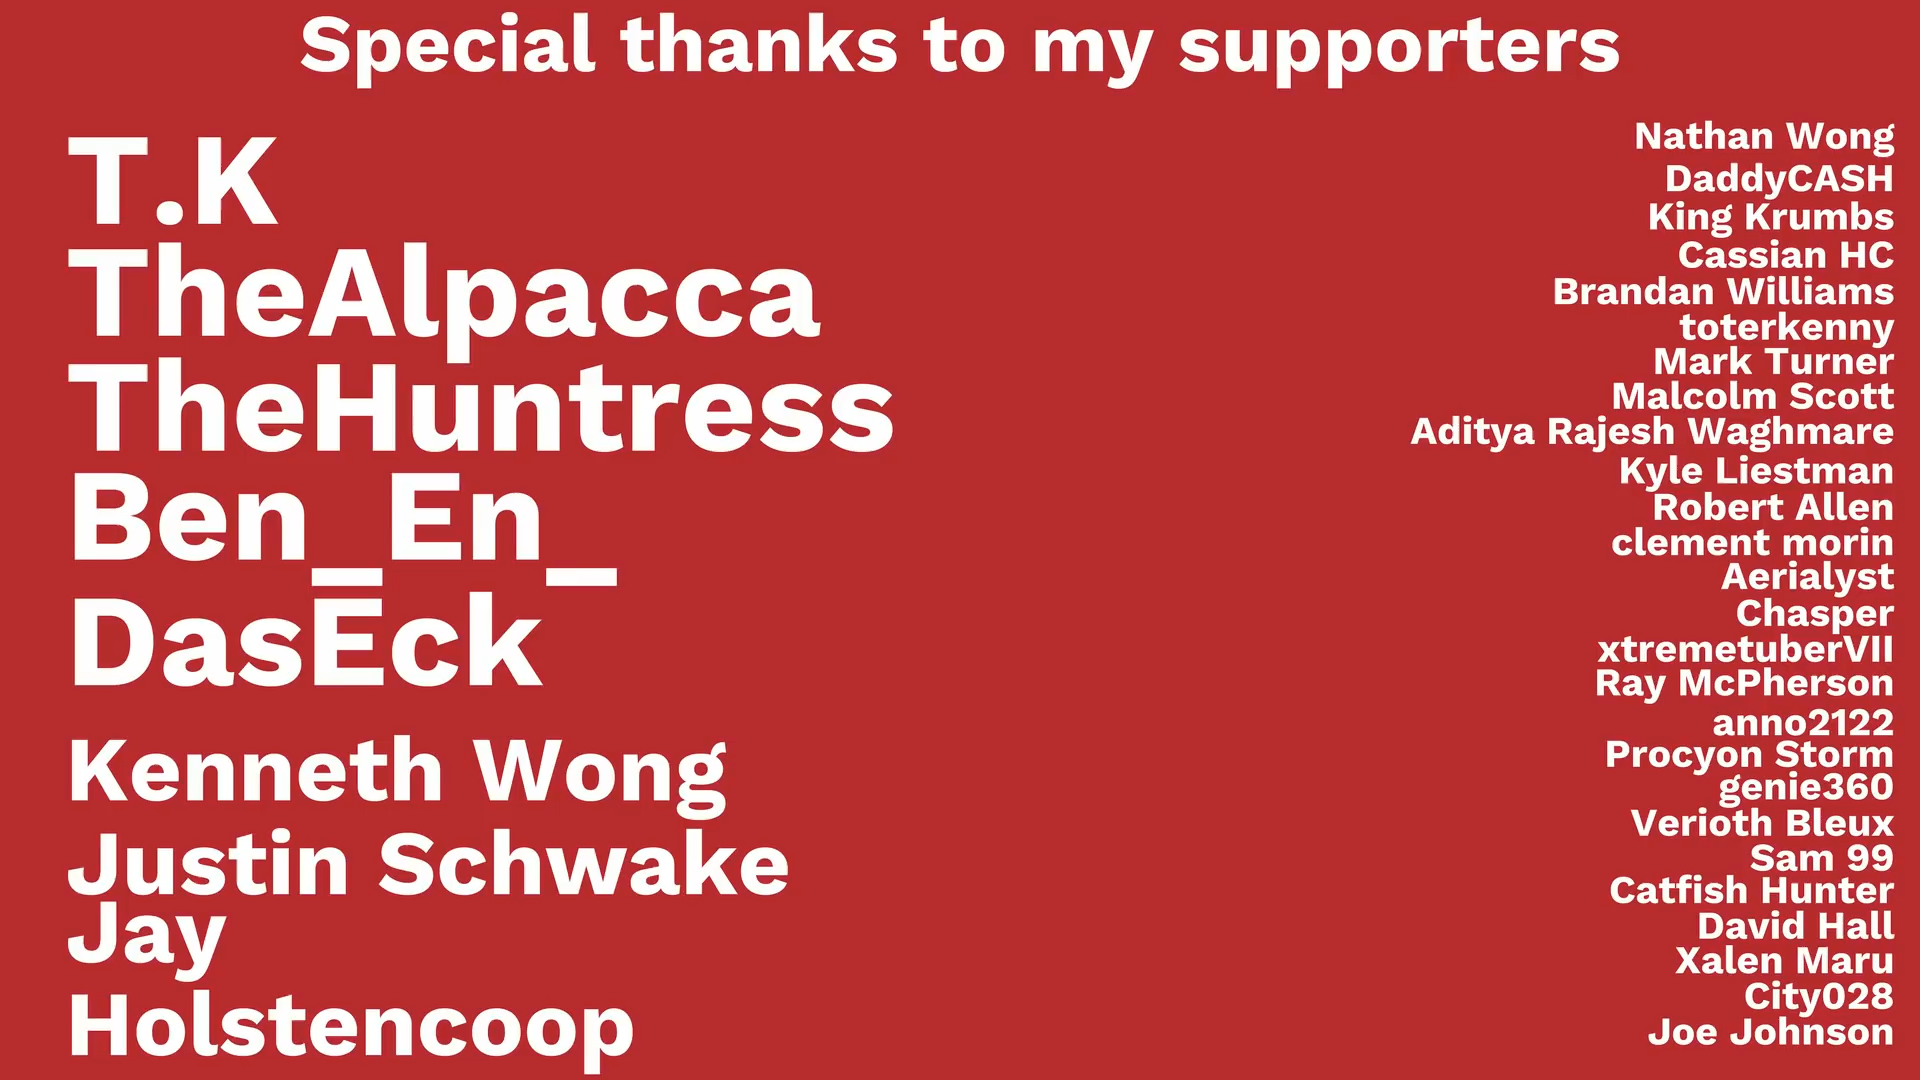 Special thanks to my supporters
T.K
TheAlpacca
TheHuntress
Ben_En_
DasEck
Kenneth Wong
Justin Schwake
Jay
Holstencoop
Nathan Wong
DaddyCASH
King Krumbs
Cassian HC
Brandan Williams
toterkenny
Mark Turner
Malcolm Scott
Aditya Rajesh Waghmare
Kyle Liestman
Robert Allen
clement morin
Aerialyst
Chasper
xtremetuberVII
Ray McPherson
anno2122
Procyon Storm
genie360
Verioth Bleux
Sam 99
Catfish Hunter
David Hall
Xalen Maru
City028
Joe Johnson